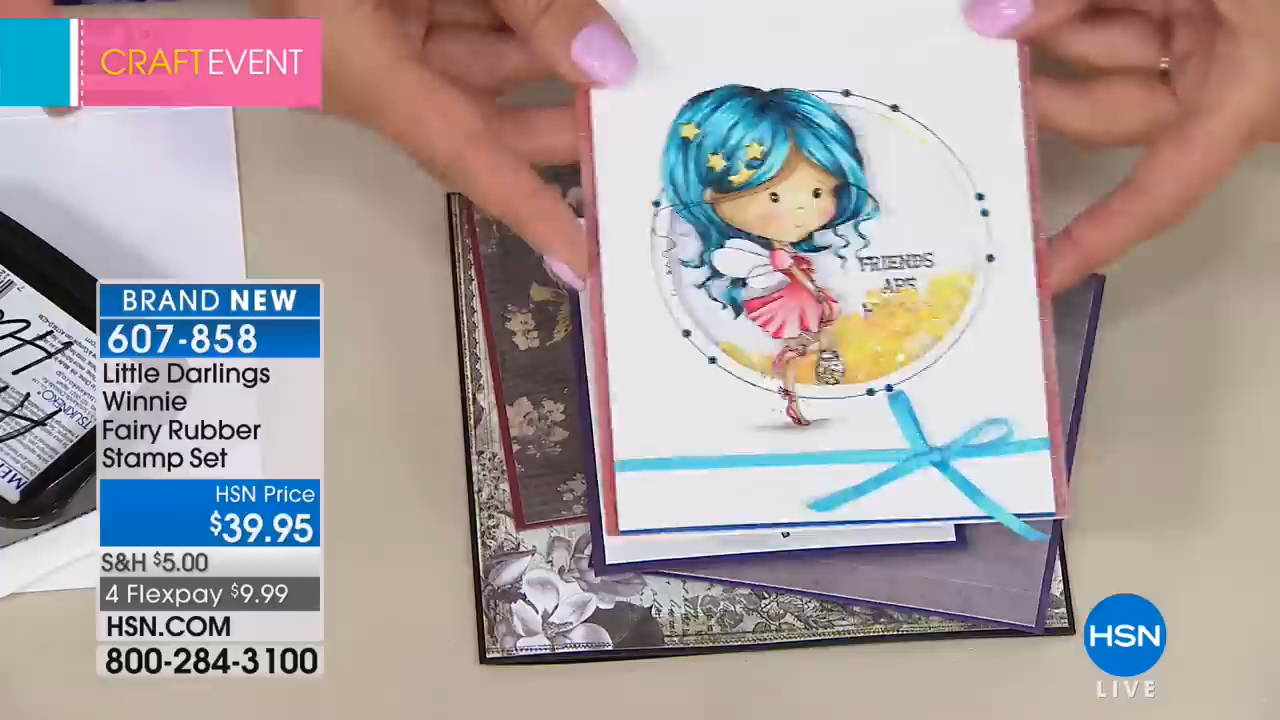 CRAFT EVENT
BRAND NEW
607-858
Little Darlings
Winnie
Fairy Rubber
Stamp Set
HSN Price
$39.95
S&H $5.00
4 Flexpay $9.99
HSN.COM
800-284-3100
FRIENDS
ARE
TSUKINEKO
HSN
LIVE